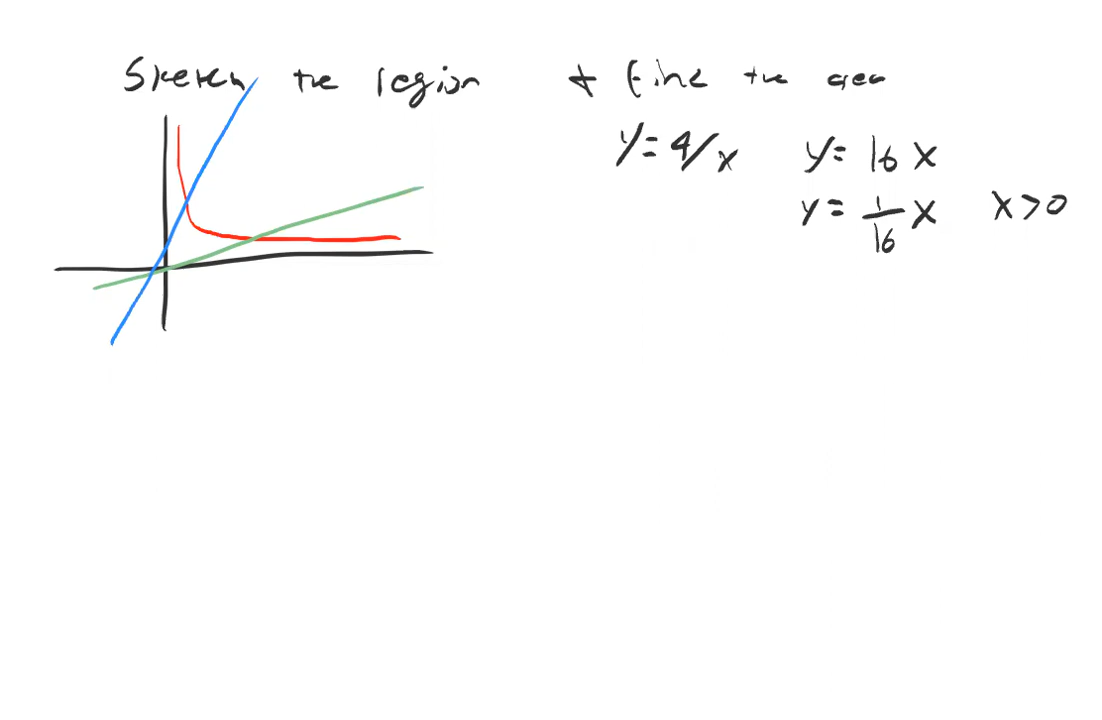 Sketch the region & find the area
y = 4/x y = 16x
y = 1/16 x x > 0